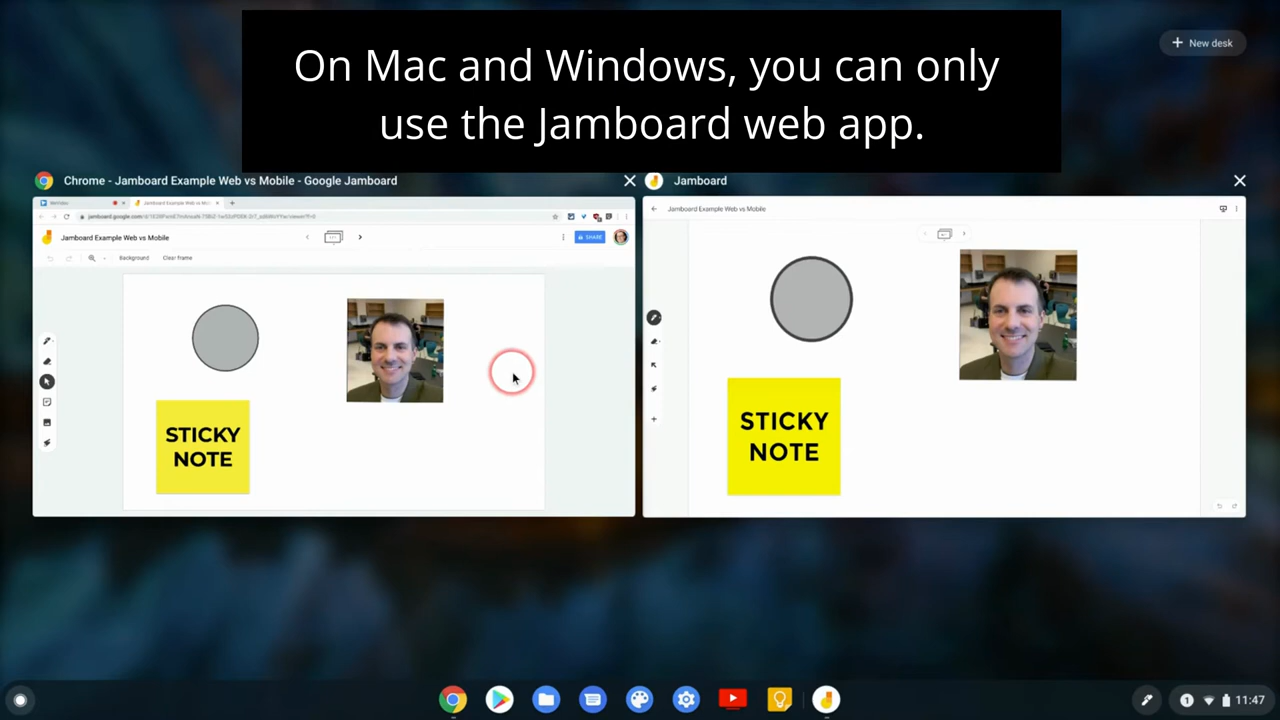 On Mac and Windows, you can only
use the Jamboard web app.
New desk
Chrome - Jamboard Example Web vs Mobile - Google Jamboard
Jamboard
Jamboard Example Web vs Mobile
SHARE
Background
Clear frame
STICKY
NOTE
Jamboard Example Web vs Mobile
STICKY
NOTE
1
11:47